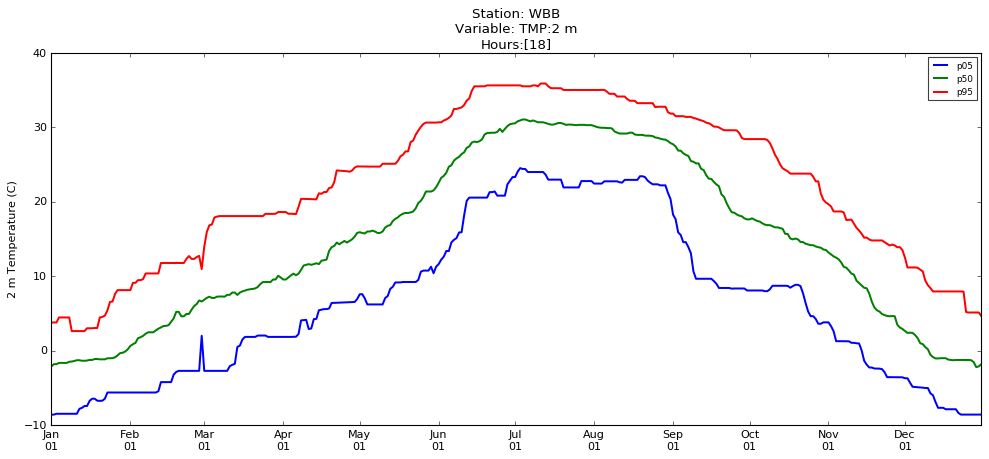 Station: WBB
Variable: TMP:2 m
Hours:[18]
40
30
20
10
0
−10
2 m Temperature (C)
p05
p50
p95
Jan Feb Mar Apr May Jun Jul Aug Sep Oct Nov Dec
01 01 01 01 01 01 01 01 01 01 01 01